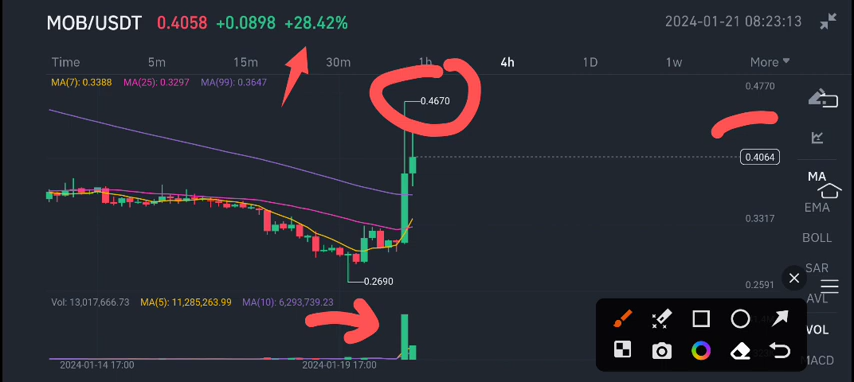 MOB/USDT 0.4058 +0.0898 +28.42% 2024-01-21 08:23:13
Time 5m 15m 30m 1h 4h 1D 1w More
MA(7): 0.3388 MA(25): 0.3297 MA(99): 0.3647
0.4770
0.4670
0.4064
MA
EMA
0.3317
BOLL
SAR
0.2690
0.2591
AVL
Vol: 13,017,666.73 MA(5): 11,285,263.99 MA(10): 6,293,739.23
VOL
MACD
2024-01-14 17:00 2024-01-19 17:00